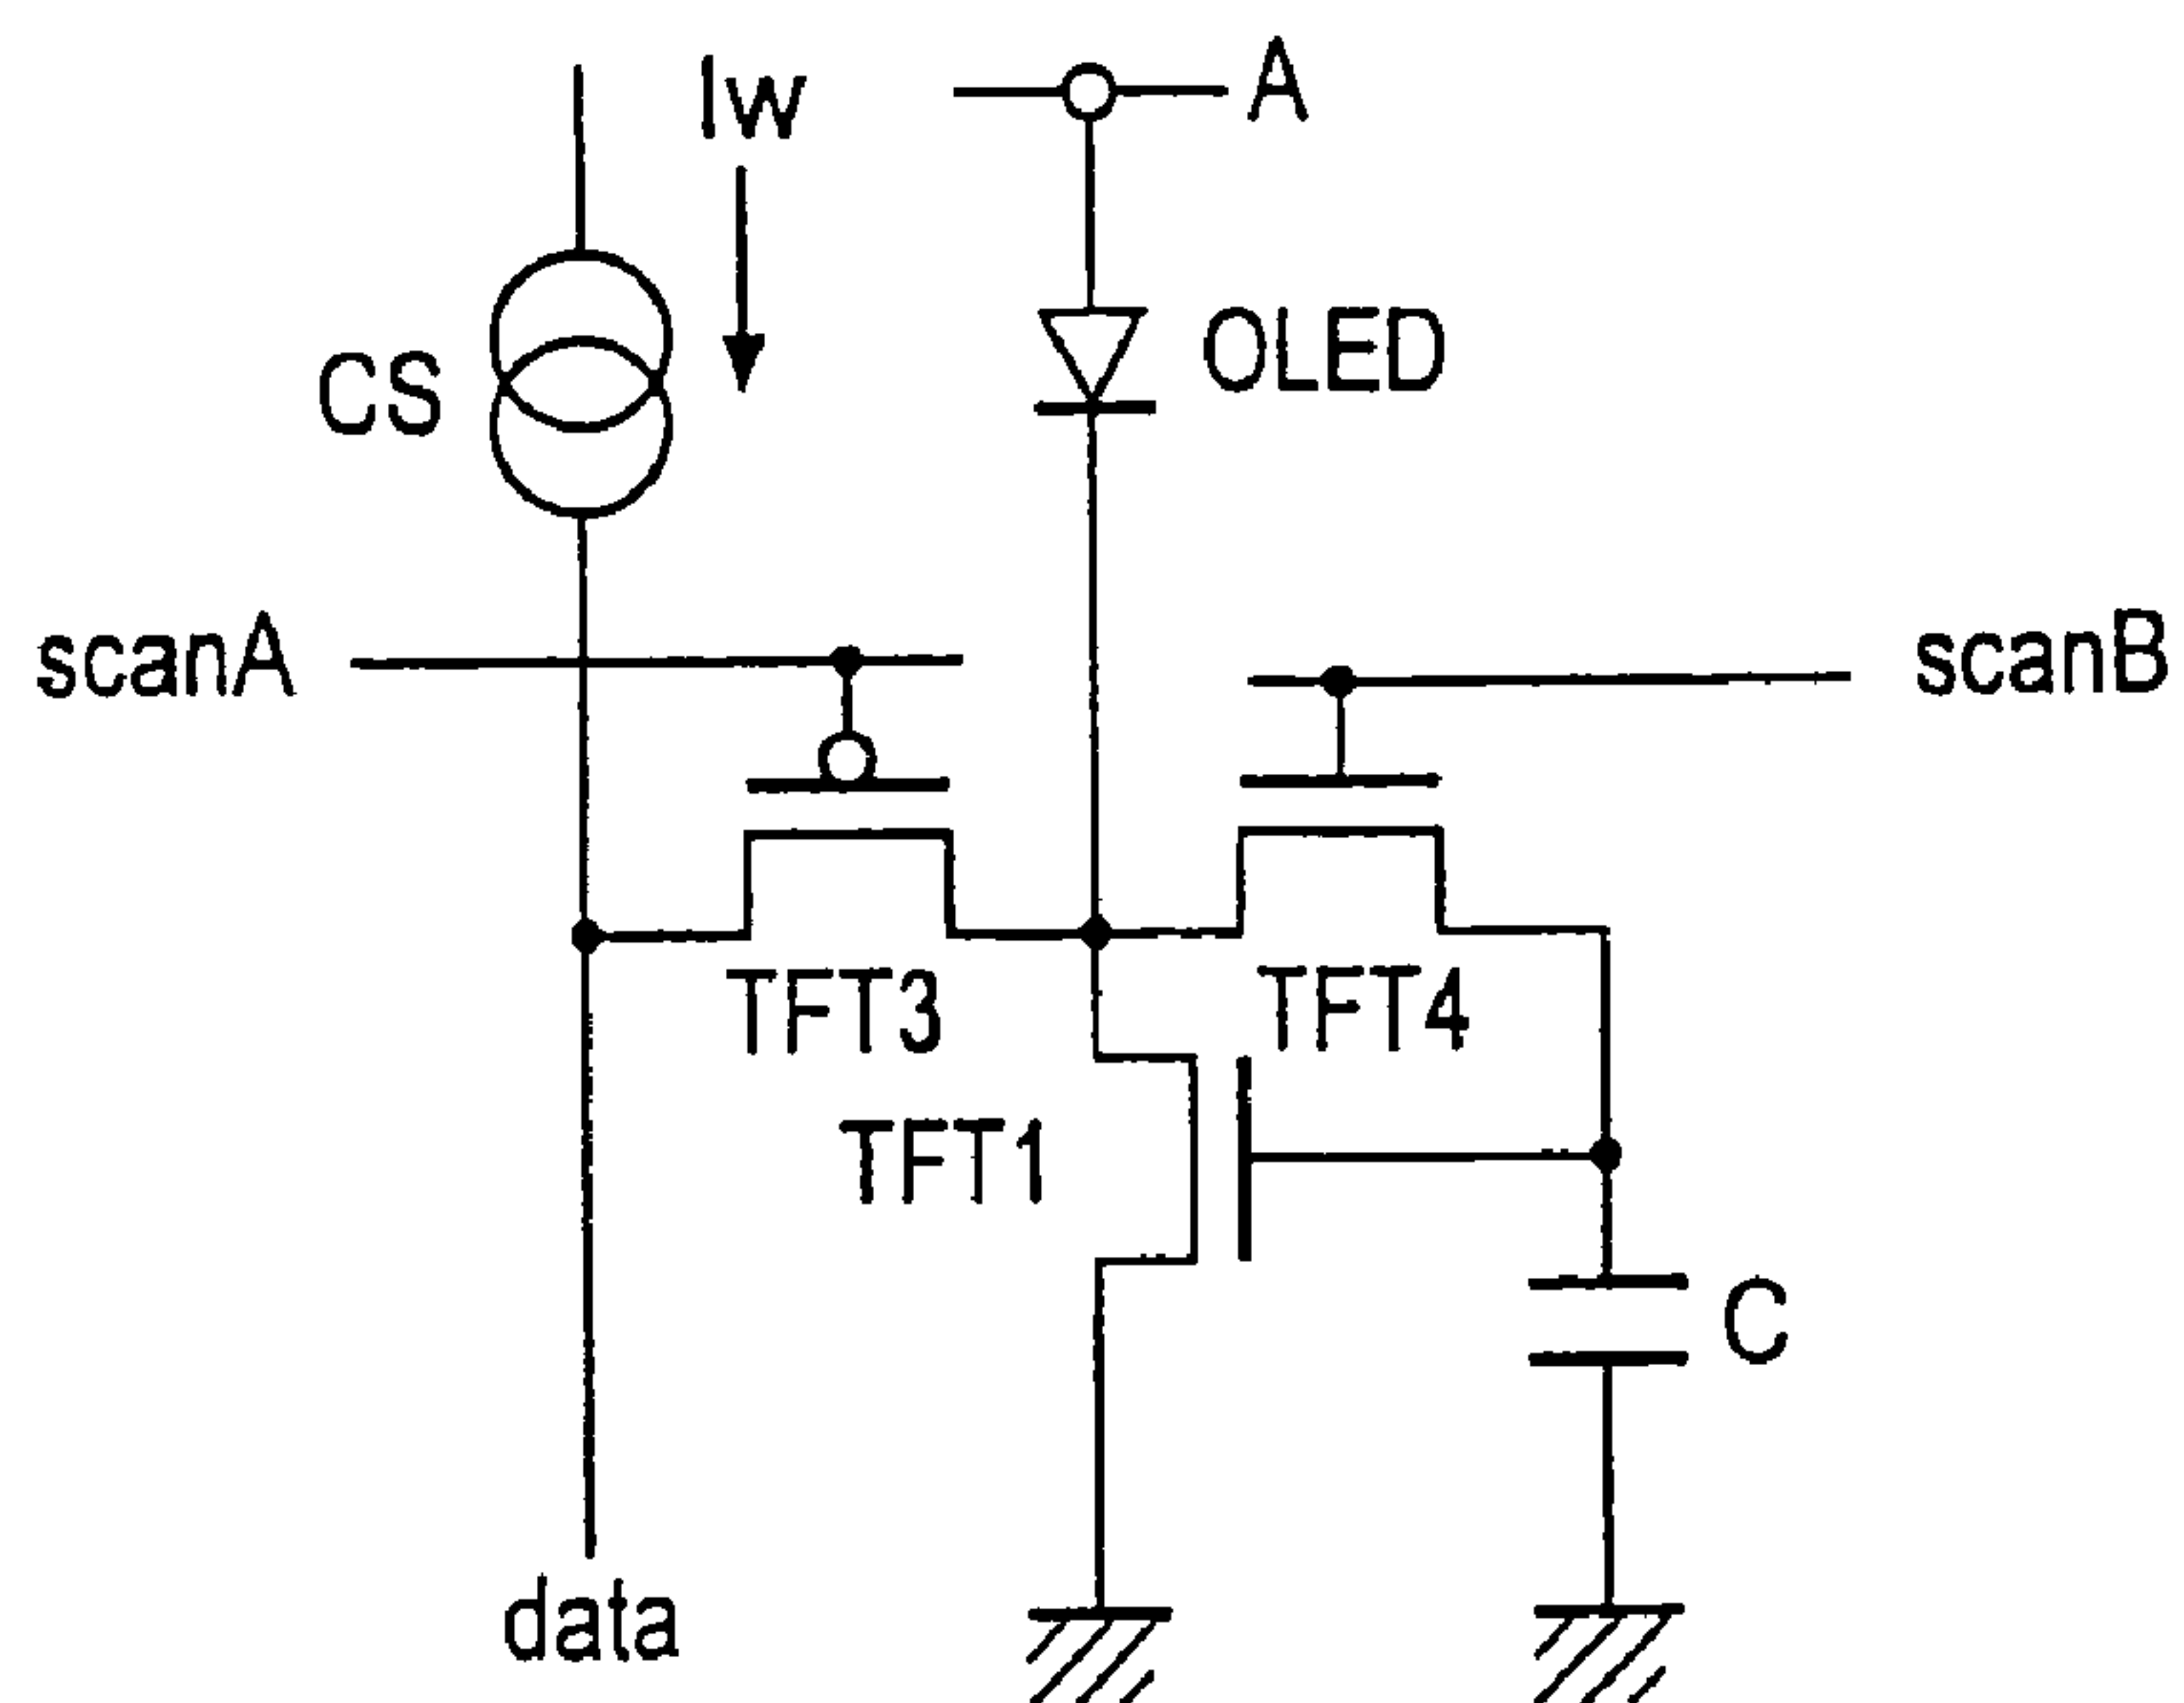 Iw
A
OLED
CS
scanA
scanB
TFT3
TFT4
TFT1
C
data